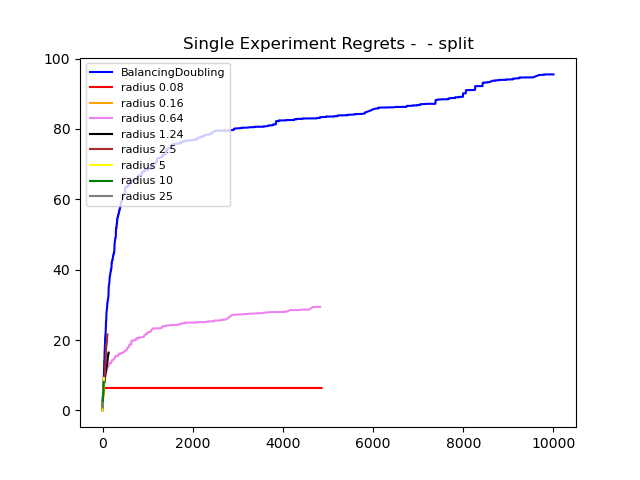 Single Experiment Regrets -  - split
100
80
60
40
20
0
BalancingDoubling
radius 0.08
radius 0.16
radius 0.64
radius 1.24
radius 2.5
radius 5
radius 10
radius 25
0 2000 4000 6000 8000 10000